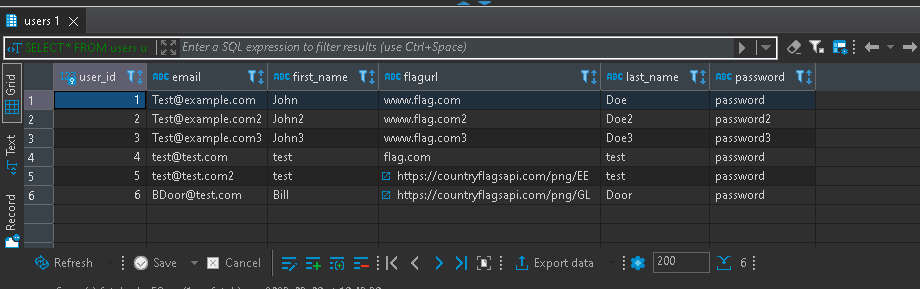 users 1
SELECT * FROM users u Enter a SQL expression to filter results (use Ctrl+Space)
Grid
Text
Record
user_id email first_name flagurl last_name password
1 1 Test@example.com John www.flag.com Doe password
2 2 Test@example.com2 John2 www.flag.com2 Doe2 password2
3 3 Test@example.com3 John3 www.flag.com3 Doe3 password3
4 4 test@test.com test flag.com test password
5 5 test@test.com2 test https://countryflagsapi.com/png/EE test password
6 6 BDoor@test.com Bill https://countryflagsapi.com/png/GL Door password
Refresh Save Cancel Export data 200 6